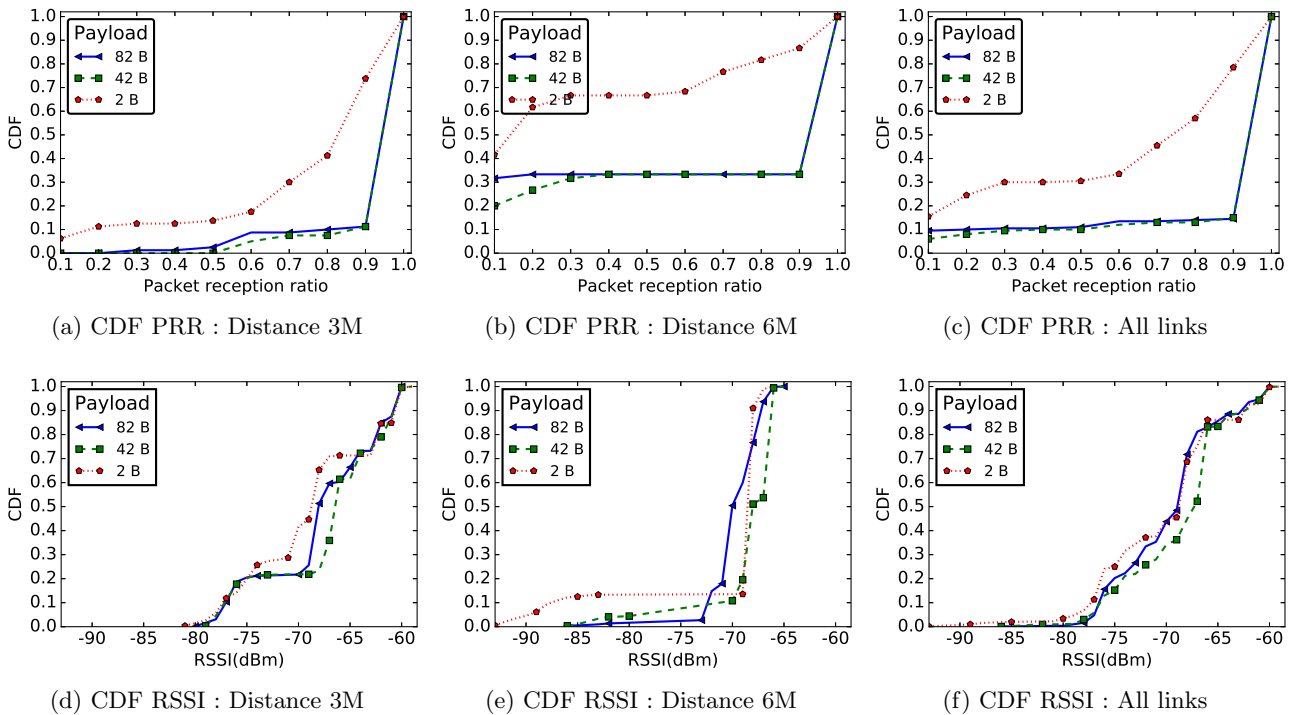 1.0
0.9
0.8
0.7
0.6
0.5
0.4
0.3
0.2
0.1
0.0
CDF
Payload
82 B
42 B
2 B
0.1 0.2 0.3 0.4 0.5 0.6 0.7 0.8 0.9 1.0
Packet reception ratio
(a) CDF PRR : Distance 3M
1.0
0.9
0.8
0.7
0.6
0.5
0.4
0.3
0.2
0.1
0.0
CDF
Payload
82 B
42 B
2 B
0.1 0.2 0.3 0.4 0.5 0.6 0.7 0.8 0.9 1.0
Packet reception ratio
(b) CDF PRR : Distance 6M
1.0
0.9
0.8
0.7
0.6
0.5
0.4
0.3
0.2
0.1
0.0
CDF
Payload
82 B
42 B
2 B
0.1 0.2 0.3 0.4 0.5 0.6 0.7 0.8 0.9 1.0
Packet reception ratio
(c) CDF PRR : All links
1.0
0.9
0.8
0.7
0.6
0.5
0.4
0.3
0.2
0.1
0.0
CDF
Payload
82 B
42 B
2 B
-90 -85 -80 -75 -70 -65 -60
RSSI(dBm)
(d) CDF RSSI : Distance 3M
1.0
0.9
0.8
0.7
0.6
0.5
0.4
0.3
0.2
0.1
0.0
CDF
Payload
82 B
42 B
2 B
-90 -85 -80 -75 -70 -65 -60
RSSI(dBm)
(e) CDF RSSI : Distance 6M
1.0
0.9
0.8
0.7
0.6
0.5
0.4
0.3
0.2
0.1
0.0
CDF
Payload
82 B
42 B
2 B
-90 -85 -80 -75 -70 -65 -60
RSSI(dBm)
(f) CDF RSSI : All links